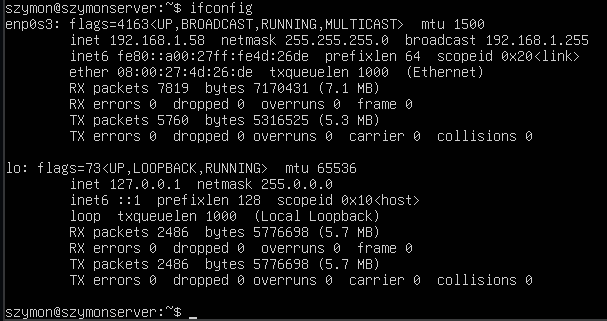 szymon@szymonserver:~$ ifconfig
enp0s3: flags=4163<UP,BROADCAST,RUNNING,MULTICAST>  mtu 1500
        inet 192.168.1.58  netmask 255.255.255.0  broadcast 192.168.1.255
        inet6 fe80::a00:27ff:fe4d:26de  prefixlen 64  scopeid 0x20<link>
        ether 08:00:27:4d:26:de  txqueuelen 1000  (Ethernet)
        RX packets 7819  bytes 7170431 (7.1 MB)
        RX errors 0  dropped 0  overruns 0  frame 0
        TX packets 5760  bytes 5316525 (5.3 MB)
        TX errors 0  dropped 0 overruns 0  carrier 0  collisions 0

lo: flags=73<UP,LOOPBACK,RUNNING>  mtu 65536
        inet 127.0.0.1  netmask 255.0.0.0
        inet6 ::1  prefixlen 128  scopeid 0x10<host>
        loop  txqueuelen 1000  (Local Loopback)
        RX packets 2486  bytes 5776698 (5.7 MB)
        RX errors 0  dropped 0  overruns 0  frame 0
        TX packets 2486  bytes 5776698 (5.7 MB)
        TX errors 0  dropped 0 overruns 0  carrier 0  collisions 0

szymon@szymonserver:~$ _